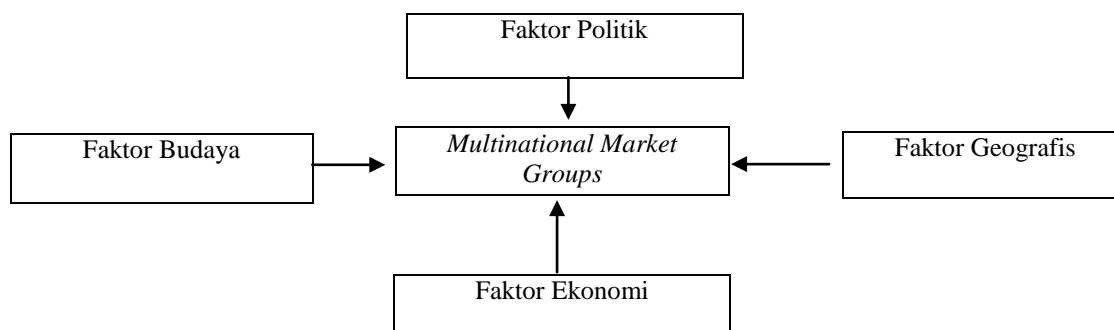 Faktor Politik
Faktor Budaya
Multinational Market
Groups
Faktor Geografis
Faktor Ekonomi